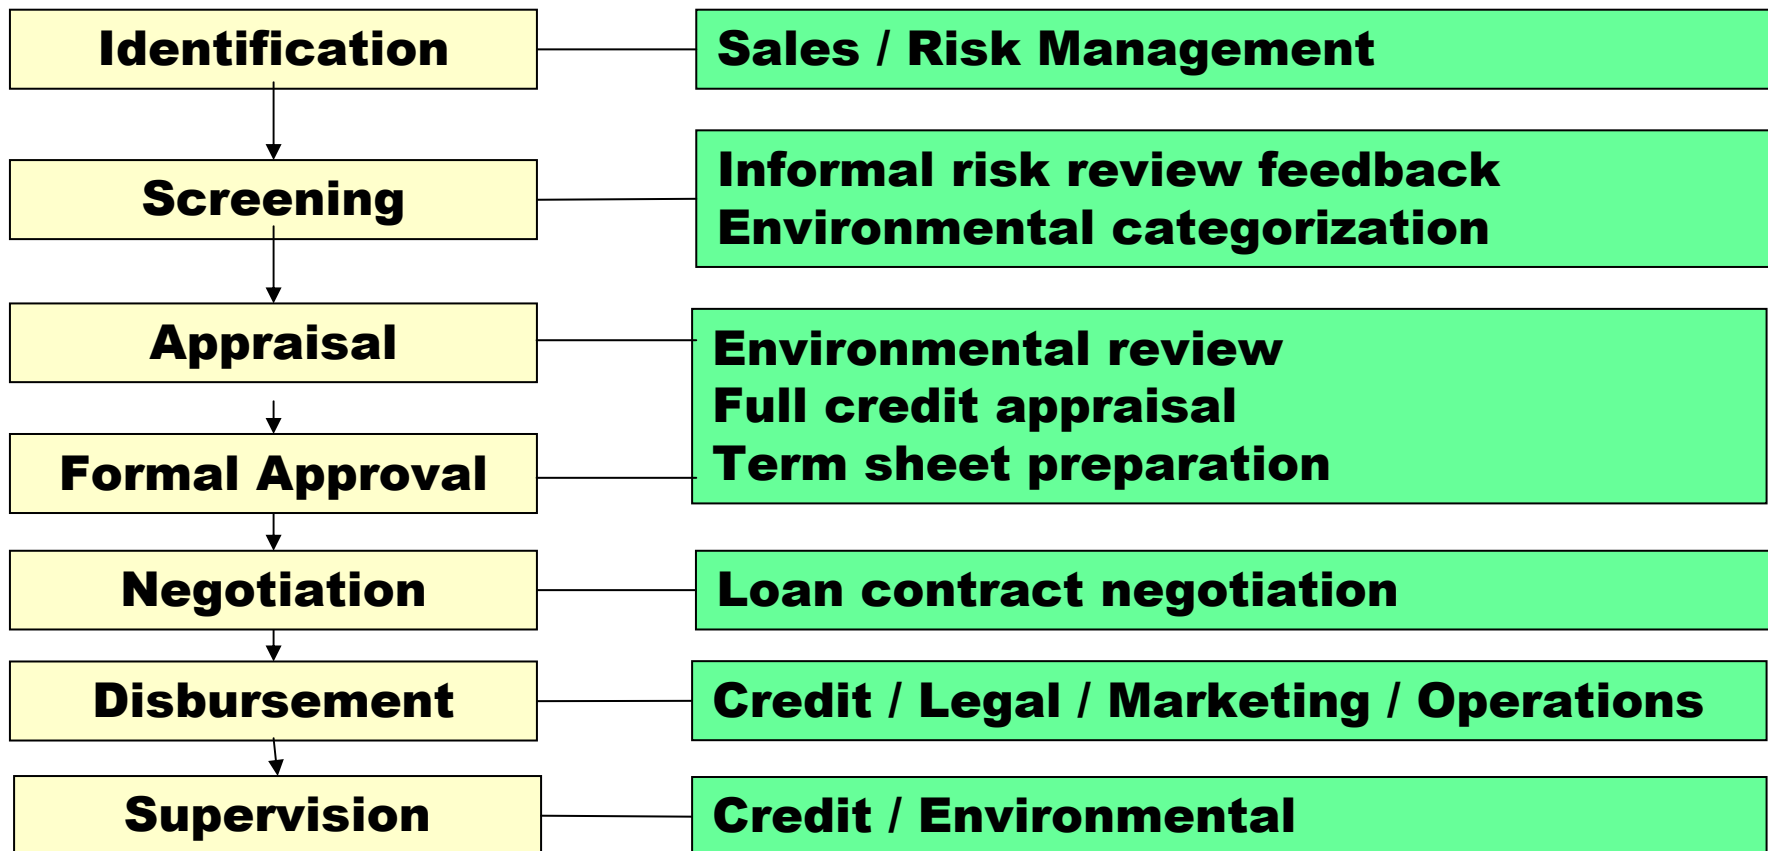 Identification
Sales / Risk Management
Screening
Informal risk review feedback
Environmental categorization
Appraisal
Formal Approval
Environmental review
Full credit appraisal
Term sheet preparation
Negotiation
Loan contract negotiation
Disbursement
Credit / Legal / Marketing / Operations
Supervision
Credit / Environmental